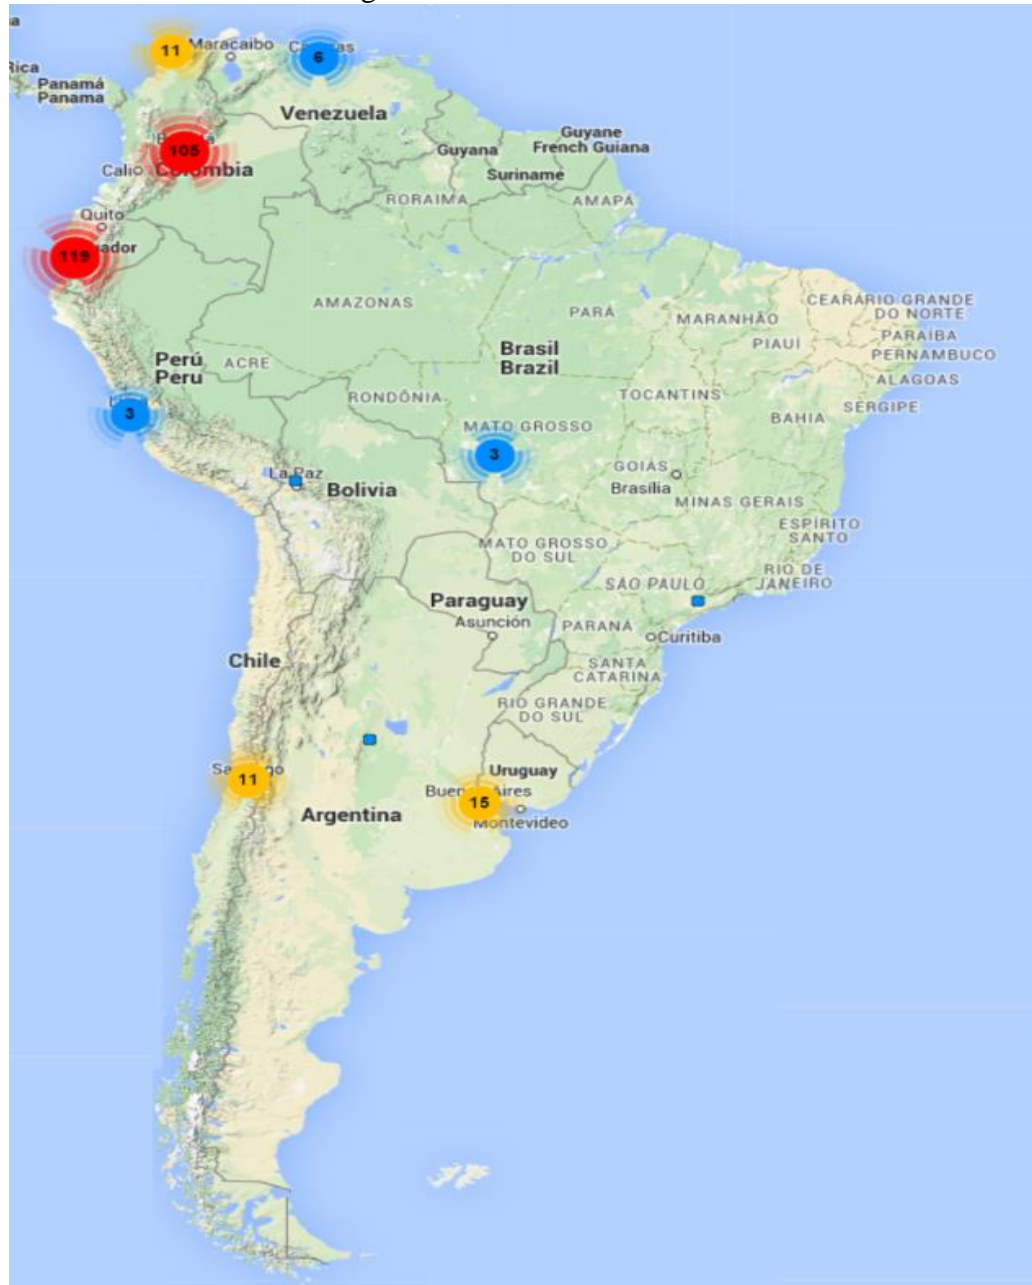 11
Maracaibo
6
Panamá
Panama
Venezuela
105
Colombia
Cali
Guyana
Guyane
French Guiana
Suriname
RORAIMA
AMAPÁ
Quito
119
AMAZONAS
PARÁ
MARANHÃO
CEARÁ
RIO GRANDE
DO NORTE
PIAUÍ
PARAÍBA
PERNAMBUCO
ALAGOAS
SERGIPE
BAHIA
Perú
Peru
ACRE
Brasil
Brazil
RONDÔNIA
TOCANTINS
MATO GROSSO
3
3
GOIÁS
Brasília
La Paz
Bolivia
MINAS GERAIS
ESPÍRITO
SANTO
MATO GROSSO
DO SUL
RIO DE
JANEIRO
SÃO PAULO
Paraguay
Asunción
PARANÁ
Curitiba
SANTA
CATARINA
Chile
RIO GRANDE
DO SUL
11
Uruguay
Buenos Aires
15
Montevideo
Argentina